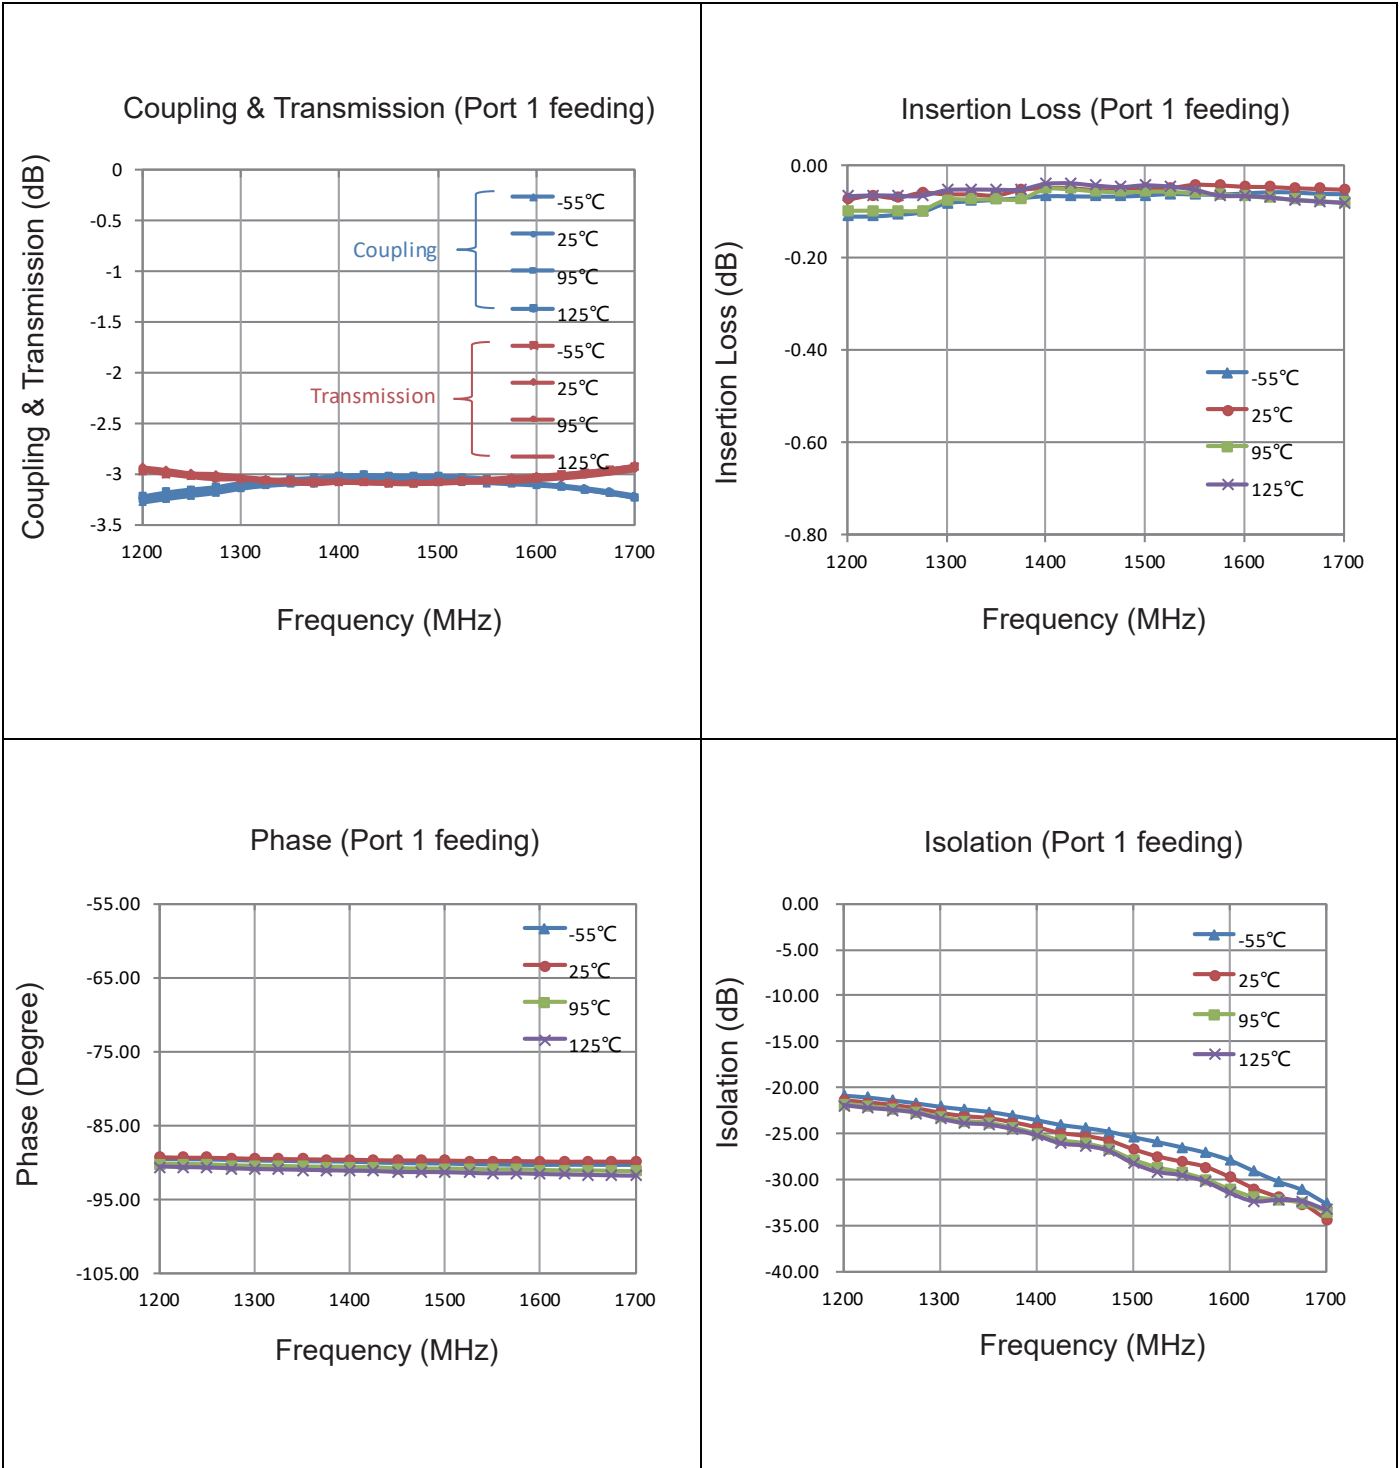 Coupling & Transmission (Port 1 feeding)
Coupling & Transmission (dB)
0
-0.5
-1
-1.5
-2
-2.5
-3
-3.5
Coupling
-55℃
25℃
95℃
125℃
Transmission
-55℃
25℃
95℃
125℃
1200 1300 1400 1500 1600 1700
Frequency (MHz)
Insertion Loss (Port 1 feeding)
Insertion Loss (dB)
0.00
-0.20
-0.40
-0.60
-0.80
-55℃
25℃
95℃
125℃
1200 1300 1400 1500 1600 1700
Frequency (MHz)
Phase (Port 1 feeding)
Phase (Degree)
-55.00
-65.00
-75.00
-85.00
-95.00
-105.00
-55℃
25℃
95℃
125℃
1200 1300 1400 1500 1600 1700
Frequency (MHz)
Isolation (Port 1 feeding)
Isolation (dB)
0.00
-5.00
-10.00
-15.00
-20.00
-25.00
-30.00
-35.00
-40.00
-55℃
25℃
95℃
125℃
1200 1300 1400 1500 1600 1700
Frequency (MHz)